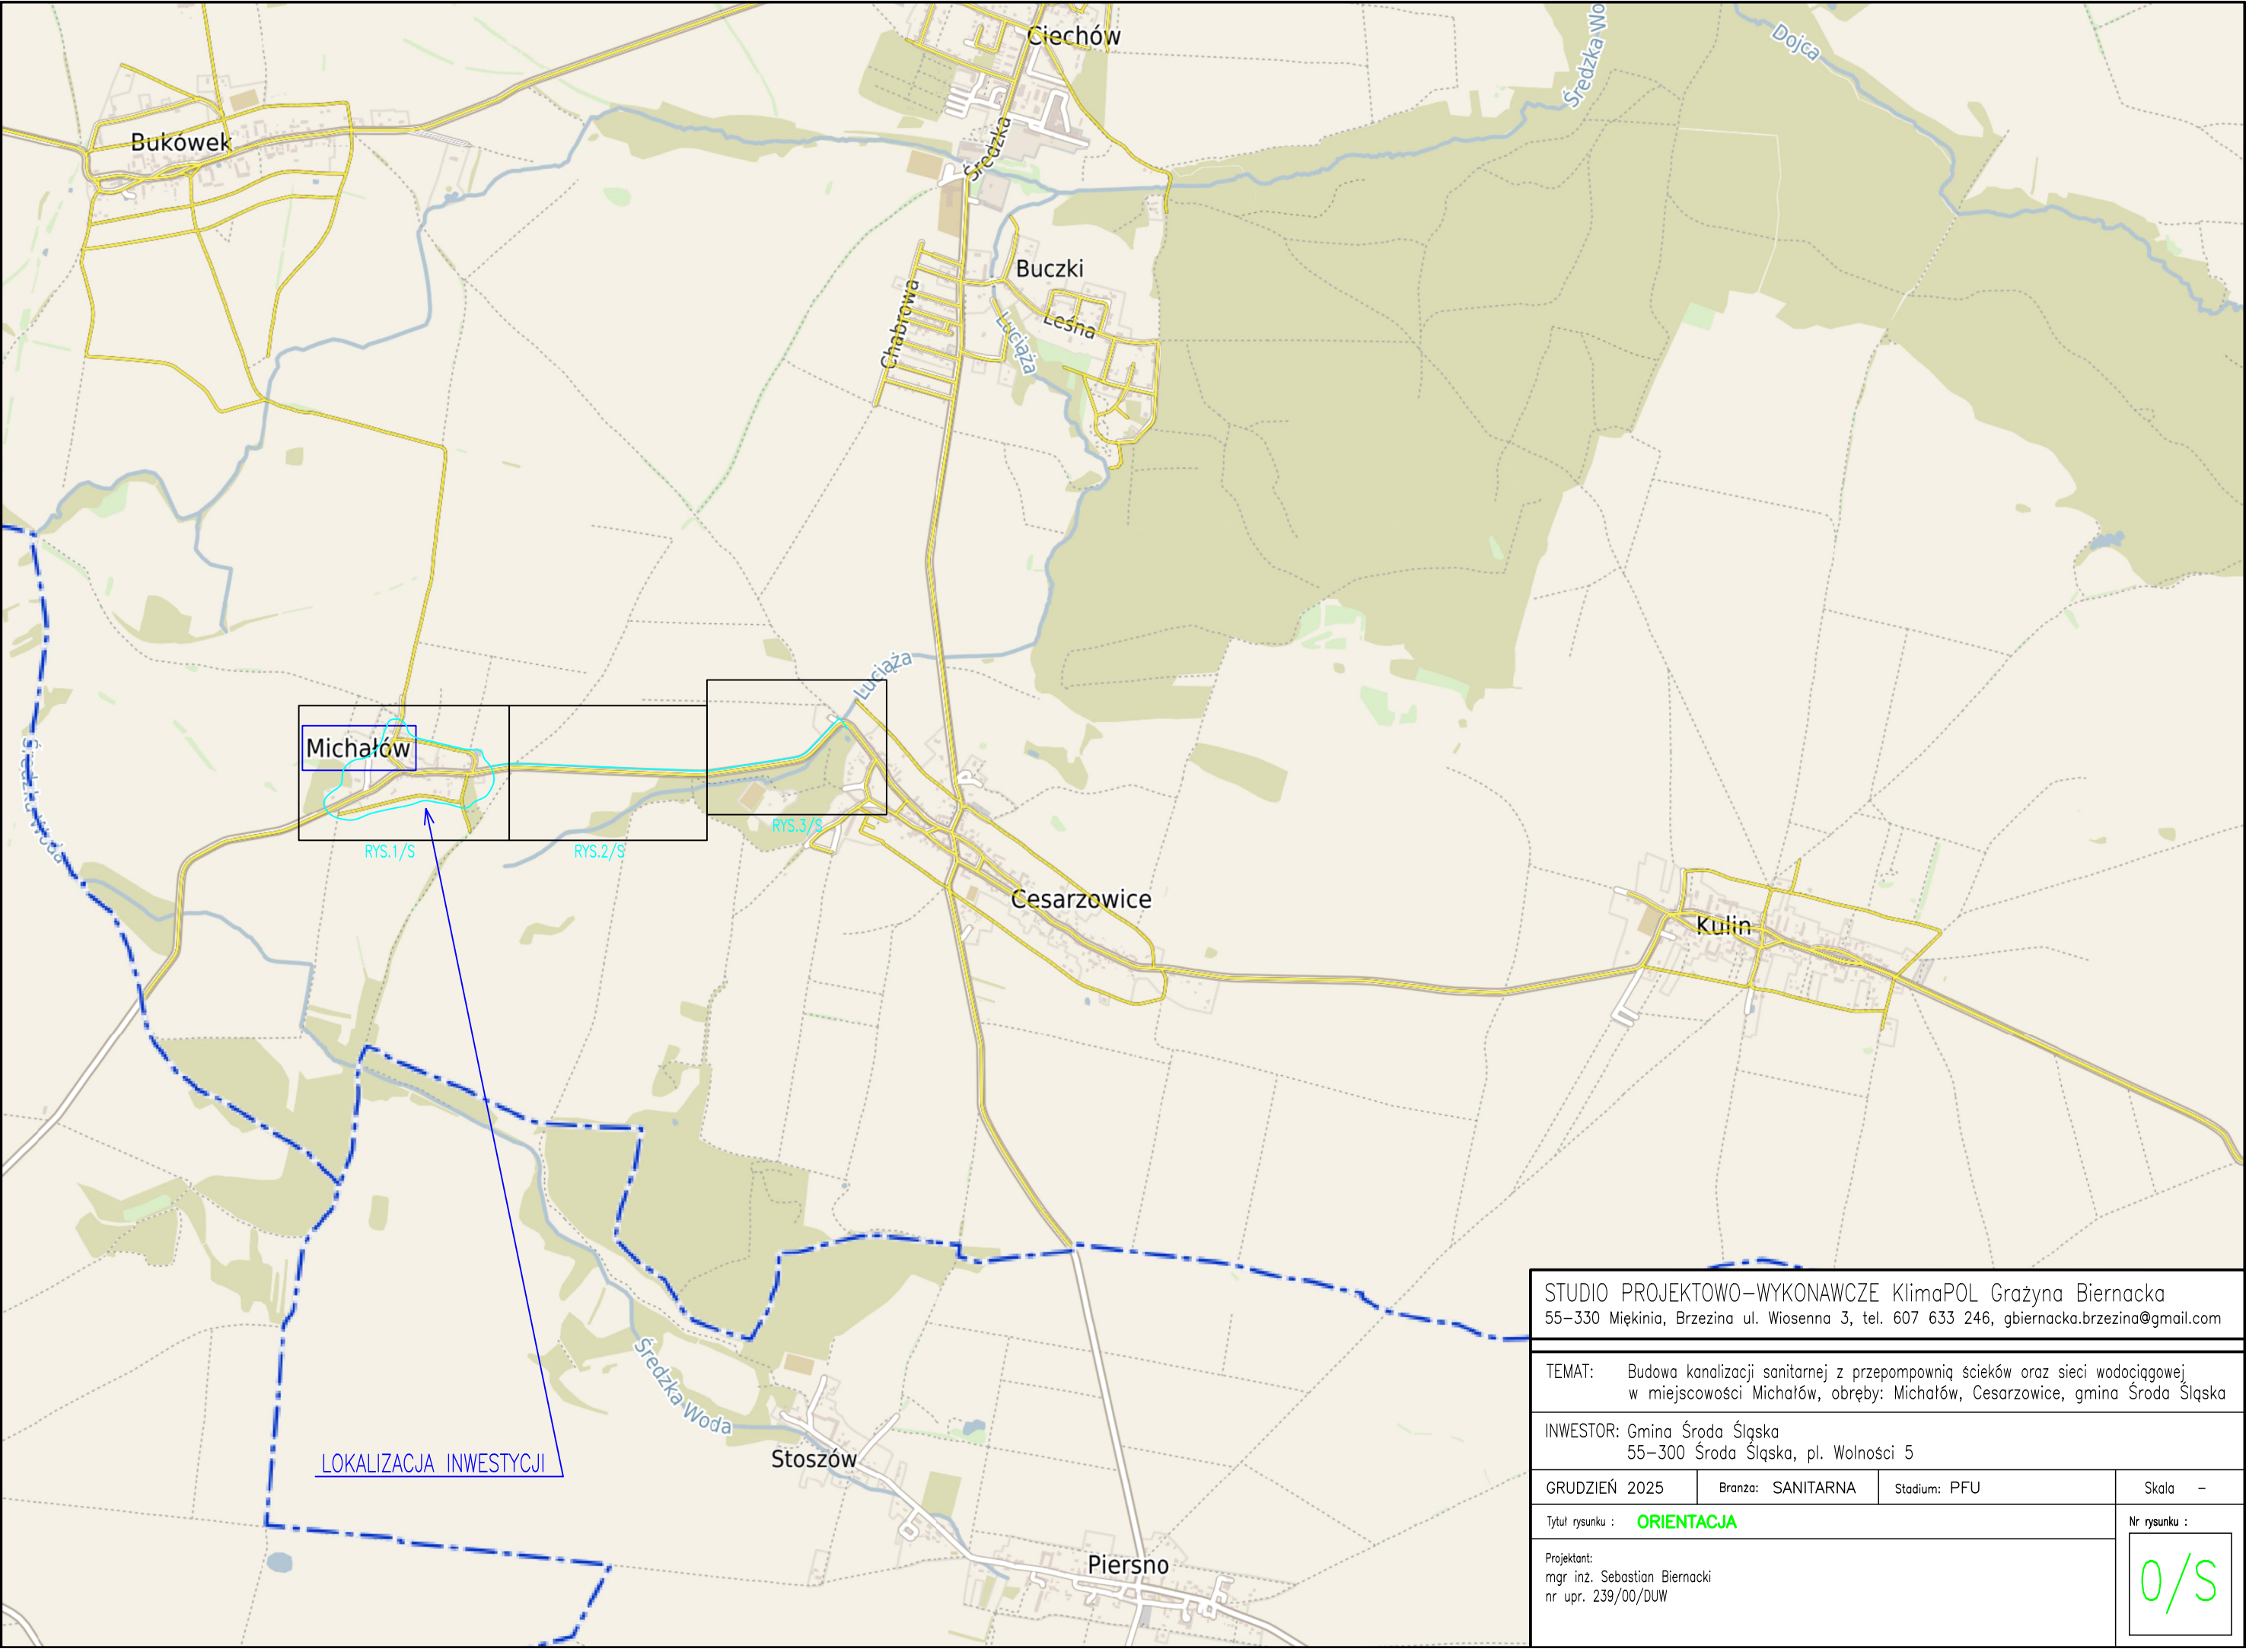 Ciechów
Średzka Wo
Dojca
Bukówek
Średzka
Buczki
Chabrowa
Leśna
Luciąża
Luciąża
Michałów
Średzka Woda
RYS.1/S
RYS.2/S
RYS.3/S
Cesarzowice
Kulin
Średzka Woda
LOKALIZACJA INWESTYCJI
Stoszów
Piersno
STUDIO PROJEKTOWO-WYKONAWCZE KlimaPOL Grażyna Biernacka
55-330 Miękinia, Brzezina ul. Wiosenna 3, tel. 607 633 246, gbiernacka.brzezina@gmail.com
TEMAT: Budowa kanalizacji sanitarnej z przepompownią ścieków oraz sieci wodociągowej
w miejscowości Michałów, obręby: Michałów, Cesarzowice, gmina Środa Śląska
INWESTOR: Gmina Środa Śląska
55-300 Środa Śląska, pl. Wolności 5
GRUDZIEŃ 2025 Branża: SANITARNA Stadium: PFU Skala -
Tytuł rysunku : ORIENTACJA Nr rysunku :
Projektant:
mgr inż. Sebastian Biernacki
nr upr. 239/00/DUW
0/S